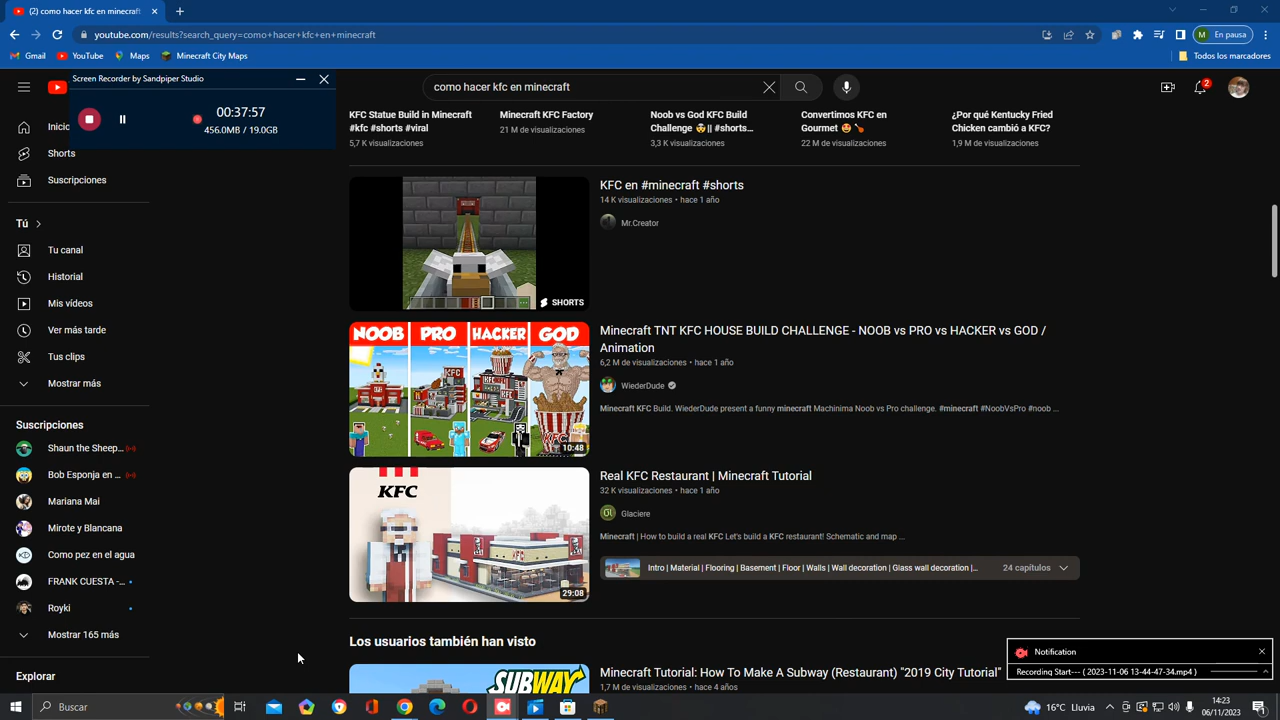 (2) como hacer kfc en minecraft
youtube.com/results?search_query=como+hacer+kfc+en+minecraft
M
En pausa
Gmail
YouTube
Maps
Minecraft City Maps
Todos los marcadores
Screen Recorder by Sandpiper Studio
00:37:57
456.0MB / 19.0GB
como hacer kfc en minecraft
2
Inic
Shorts
Suscripciones
Tú
Tu canal
Historial
Mis vídeos
Ver más tarde
Tus clips
Mostrar más
Suscripciones
Shaun the Sheep...
Bob Esponja en ...
Mariana Mai
Mirote y Blancana
Como pez en el agua
FRANK CUESTA -...
Royki
Mostrar 165 más
Explorar
KFC Statue Build in Minecraft
#kfc #shorts #viral
5,7 K visualizaciones
Minecraft KFC Factory
21 M de visualizaciones
Noob vs God KFC Build
Challenge 🤯|| #shorts...
3,3 K visualizaciones
Convertimos KFC en
Gourmet 🤩 🍗
22 M de visualizaciones
¿Por qué Kentucky Fried
Chicken cambió a KFC?
1,9 M de visualizaciones
SHORTS
KFC en #minecraft #shorts
14 K visualizaciones • hace 1 año
Mr.Creator
NOOB
PRO
HACKER
GOD
KFC
10:48
Minecraft TNT KFC HOUSE BUILD CHALLENGE - NOOB vs PRO vs HACKER vs GOD /
Animation
6,2 M de visualizaciones • hace 1 año
WiederDude
Minecraft KFC Build. WiederDude present a funny minecraft Machinima Noob vs Pro challenge. #minecraft #NoobVsPro #noob ...
KFC
29:08
Real KFC Restaurant | Minecraft Tutorial
32 K visualizaciones • hace 1 año
Glaciere
Minecraft | How to build a real KFC Let's build a KFC restaurant! Schematic and map ...
Intro | Material | Flooring | Basement | Floor | Walls | Wall decoration | Glass wall decoration |...
24 capítulos
Los usuarios también han visto
SUBWAY
Minecraft Tutorial: How To Make A Subway (Restaurant) "2019 City Tutorial"
1,7 M de visualizaciones • hace 4 años
Notification
Recording Start--- ( 2023-11-06 13-44-47-34.mp4 )
Buscar
16°C Lluvia
14:23
06/11/2023
1